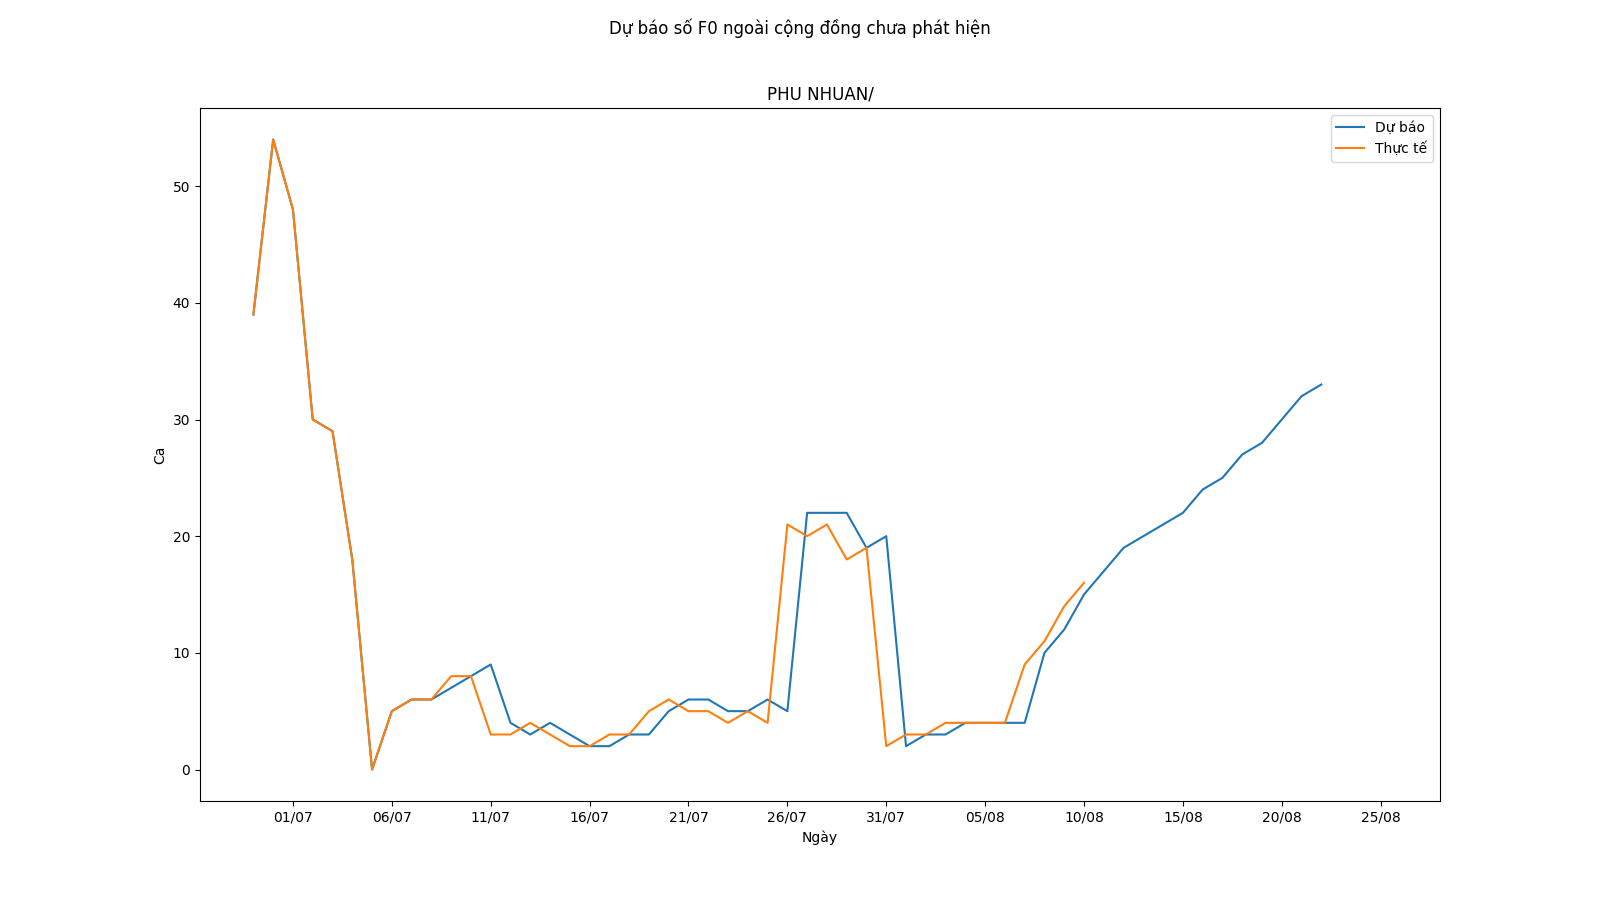 Dự báo số F0 ngoài cộng đồng chưa phát hiện
PHU NHUAN/
Dự báo
Thực tế
50
40
30
20
10
0
Ca
01/07 06/07 11/07 16/07 21/07 26/07 31/07 05/08 10/08 15/08 20/08 25/08
Ngày